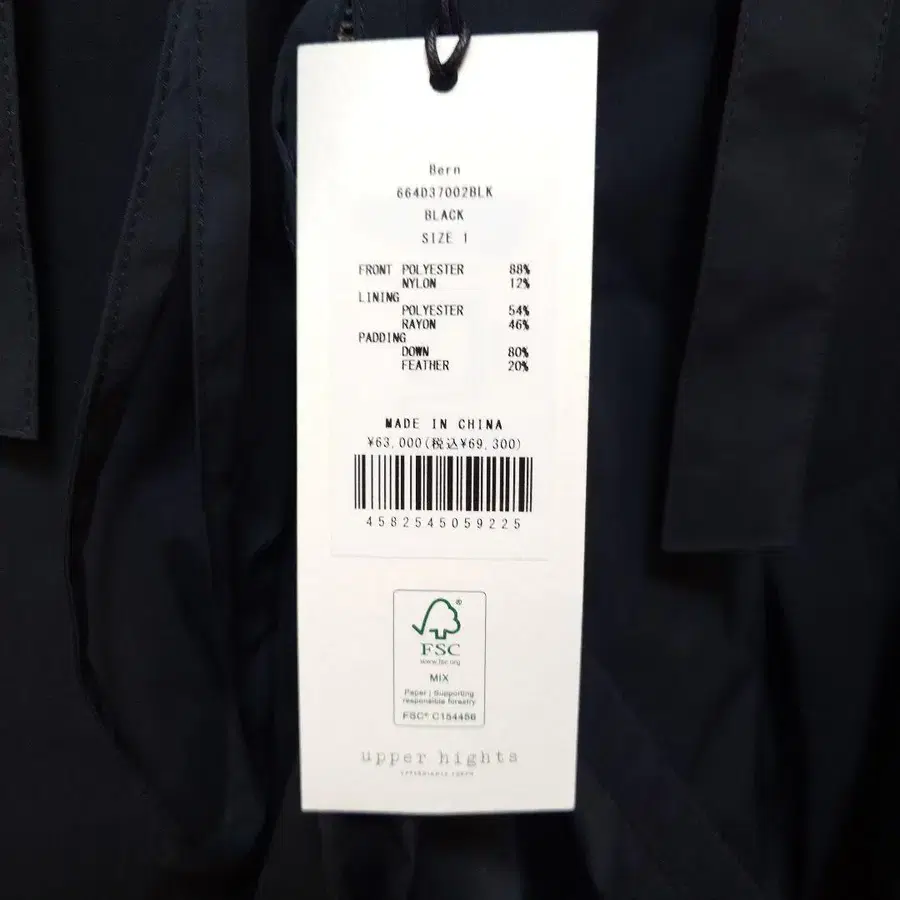 Bern
664D37002BLK
BLACK
SIZE 1
FRONT POLYESTER 88%
NYLON 12%
LINING
POLYESTER 54%
RAYON 46%
PADDING
DOWN 80%
FEATHER 20%
MADE IN CHINA
¥63,000(税込¥69,300)
4582545059225
®
FSC
www.fsc.org
MIX
Paper | Supporting
responsible forestry
FSC® C154456
upper hights